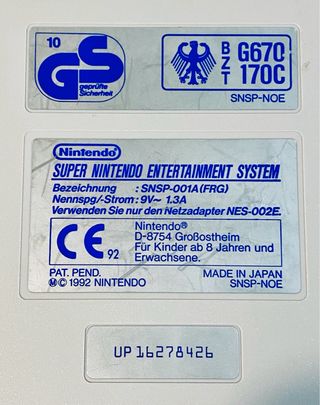 10
GS
geprüfte
Sicherheit
BZT
G670
170C
SNSP-NOE
Nintendo®
SUPER NINTENDO ENTERTAINMENT SYSTEM
Bezeichnung : SNSP-001A(FRG)
Nennspg/-Strom : 9V~ 1.3A
Verwenden Sie nur den Netzadapter NES-002E.
CE 92
Nintendo®
D-8754 Großostheim
Für Kinder ab 8 Jahren und
Erwachsene.
PAT. PEND.
MADE IN JAPAN
Ⓜ© 1992 NINTENDO
SNSP-NOE
UP16278426